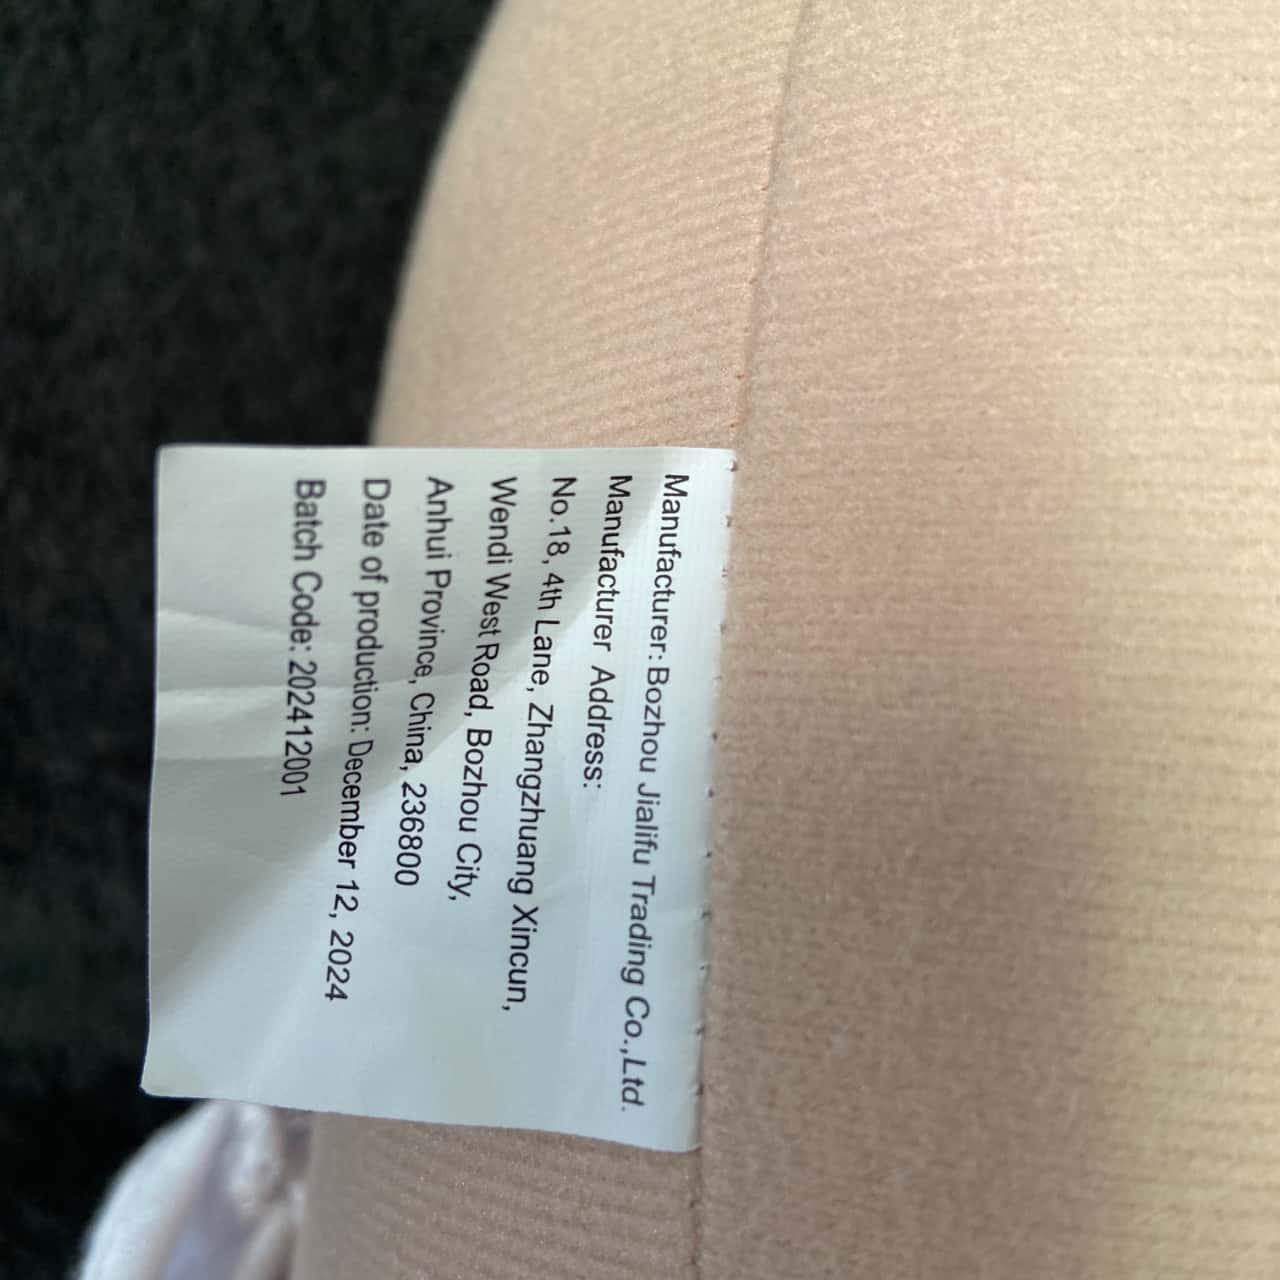 Manufacturer: Bozhou Jialifu Trading Co.,Ltd.
Manufacturer Address:
No.18, 4th Lane, Zhangzhuang Xincun,
Wendi West Road, Bozhou City,
Anhui Province, China, 236800
Date of production: December 12, 2024
Batch Code: 202412001